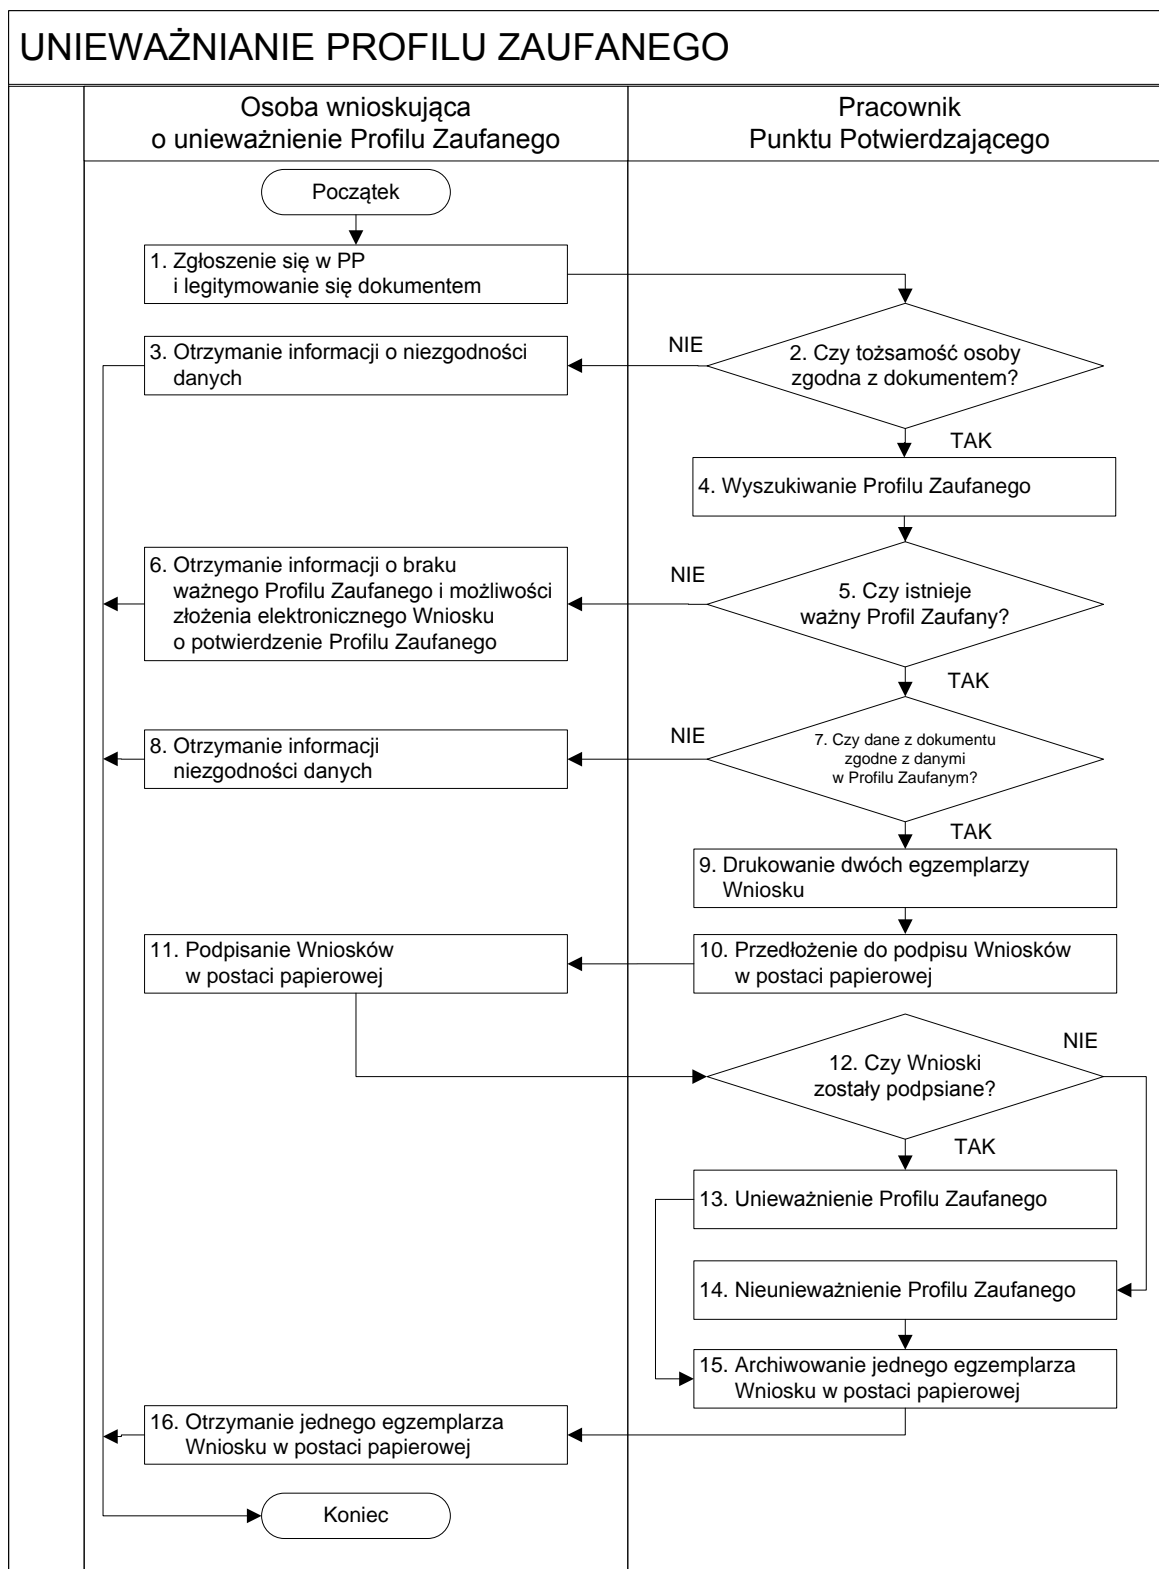 UNIEWAŻNIANIE PROFILU ZAUFANEGO
Osoba wnioskująca
o unieważnienie Profilu Zaufanego
Pracownik
Punktu Potwierdzającego
Początek
1. Zgłoszenie się w PP
i legitymowanie się dokumentem
2. Czy tożsamość osoby
zgodna z dokumentem?
NIE
3. Otrzymanie informacji o niezgodności
danych
TAK
4. Wyszukiwanie Profilu Zaufanego
5. Czy istnieje
ważny Profil Zaufany?
NIE
6. Otrzymanie informacji o braku
ważnego Profilu Zaufanego i możliwości
złożenia elektronicznego Wniosku
o potwierdzenie Profilu Zaufanego
TAK
7. Czy dane z dokumentu
zgodne z danymi
w Profilu Zaufanym?
NIE
8. Otrzymanie informacji
niezgodności danych
TAK
9. Drukowanie dwóch egzemplarzy
Wniosku
10. Przedłożenie do podpisu Wniosków
w postaci papierowej
11. Podpisanie Wniosków
w postaci papierowej
12. Czy Wnioski
zostały podpsiane?
NIE
TAK
13. Unieważnienie Profilu Zaufanego
14. Nieunieważnienie Profilu Zaufanego
15. Archiwowanie jednego egzemplarza
Wniosku w postaci papierowej
16. Otrzymanie jednego egzemplarza
Wniosku w postaci papierowej
Koniec